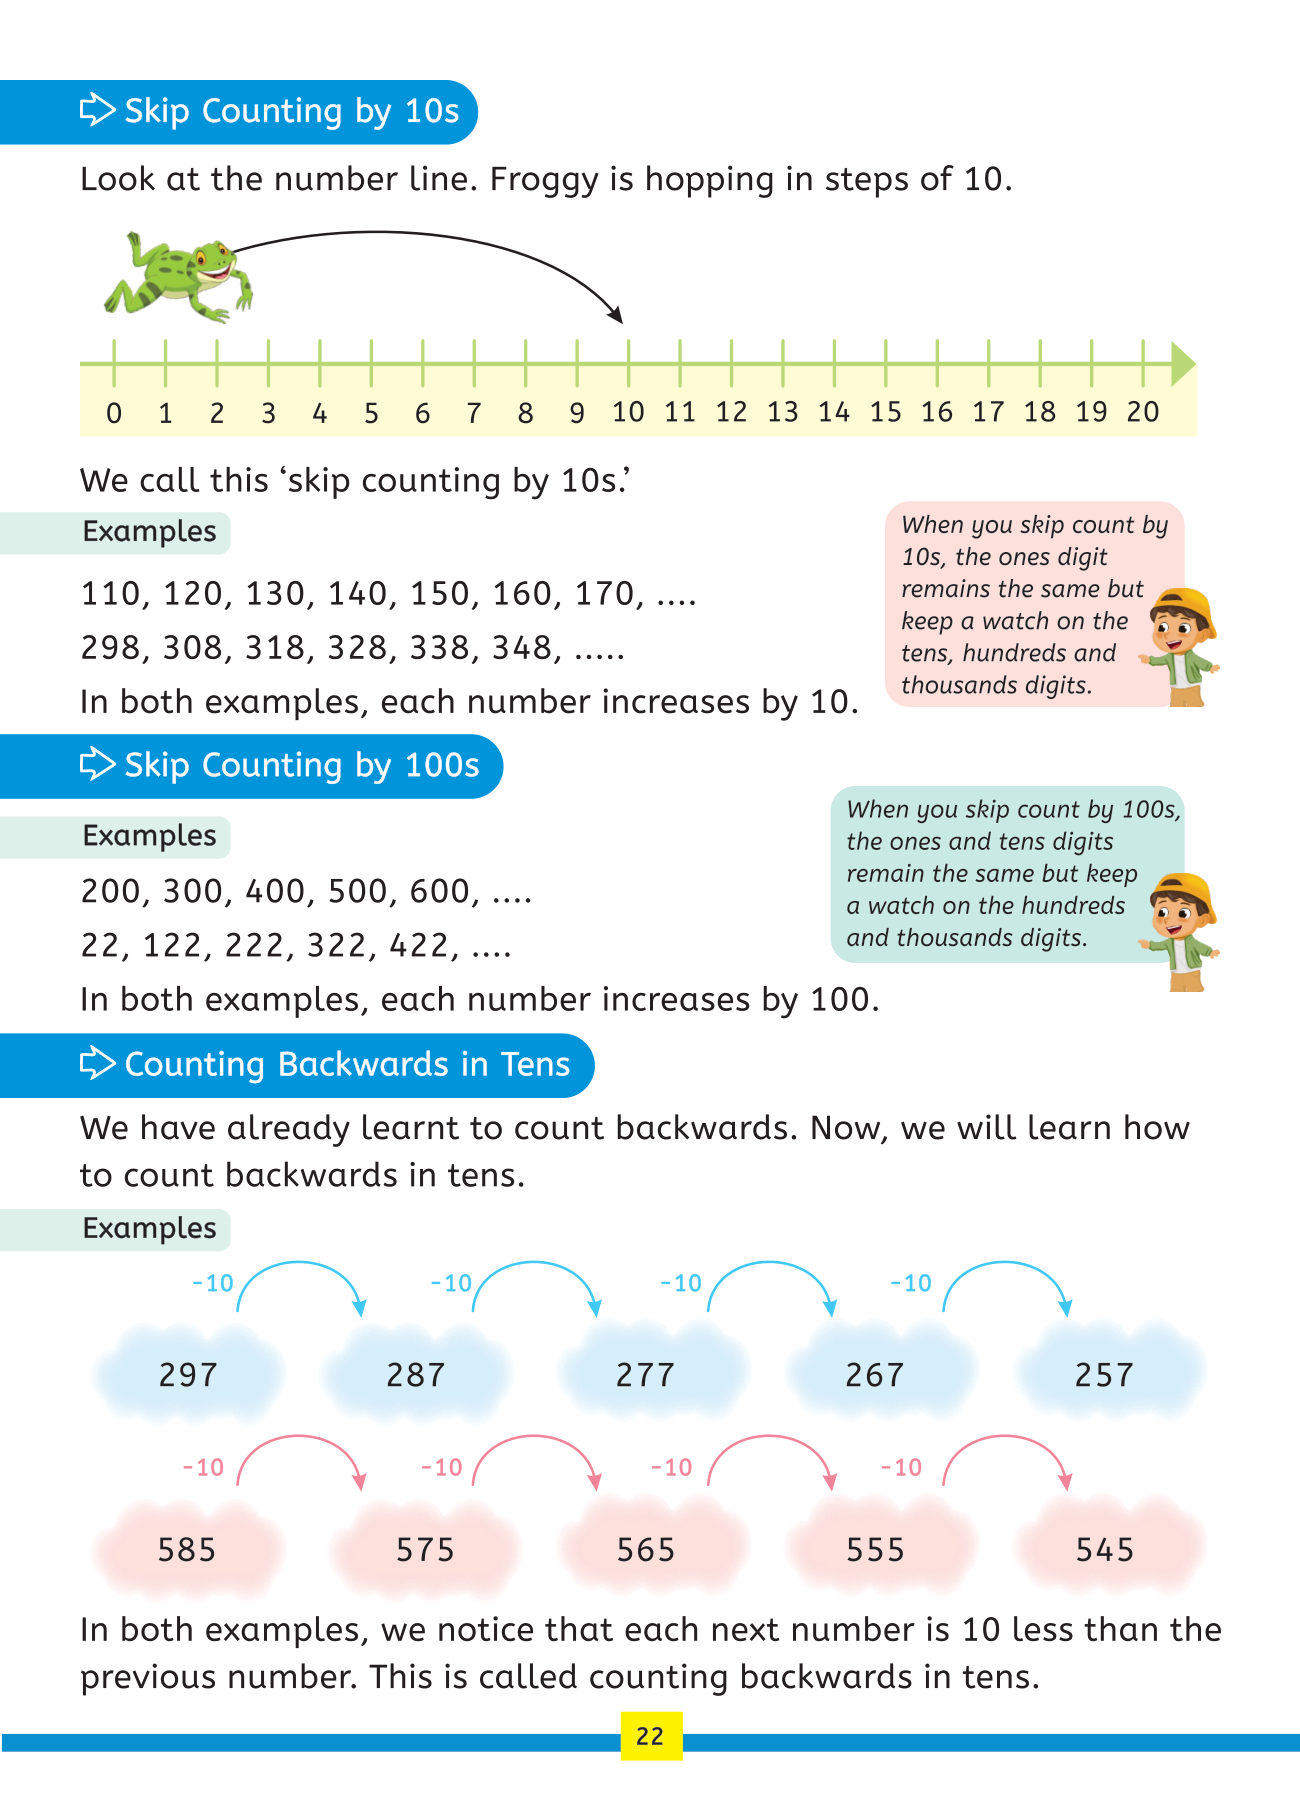 Skip Counting by 10s
Look at the number line. Froggy is hopping in steps of 10.
0 1 2 3 4 5 6 7 8 9 10 11 12 13 14 15 16 17 18 19 20
We call this ‘skip counting by 10s.’
Examples
110, 120, 130, 140, 150, 160, 170, ....
298, 308, 318, 328, 338, 348, .....
In both examples, each number increases by 10.
When you skip count by
10s, the ones digit
remains the same but
keep a watch on the
tens, hundreds and
thousands digits.
Skip Counting by 100s
Examples
200, 300, 400, 500, 600, ....
22, 122, 222, 322, 422, ....
In both examples, each number increases by 100.
When you skip count by 100s,
the ones and tens digits
remain the same but keep
a watch on the hundreds
and thousands digits.
Counting Backwards in Tens
We have already learnt to count backwards. Now, we will learn how
to count backwards in tens.
Examples
-10 -10 -10 -10
297 287 277 267 257
-10 -10 -10 -10
585 575 565 555 545
In both examples, we notice that each next number is 10 less than the
previous number. This is called counting backwards in tens.
22